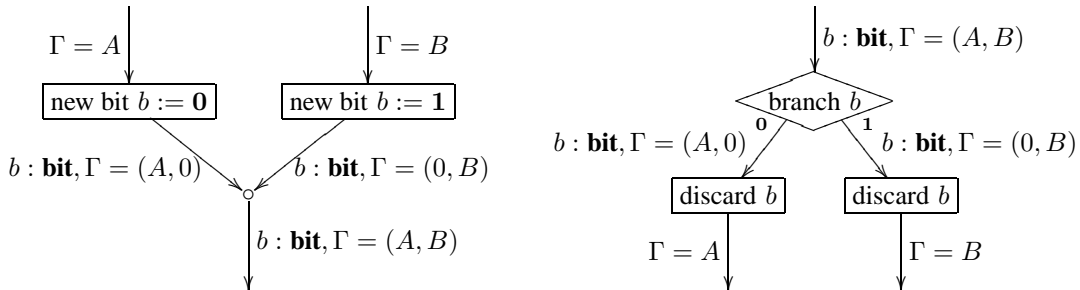 Γ = A
Γ = B
new bit b := 0
new bit b := 1
b : bit, Γ = (A, 0)
b : bit, Γ = (0, B)
b : bit, Γ = (A, B)
b : bit, Γ = (A, B)
branch b
0
1
b : bit, Γ = (A, 0)
b : bit, Γ = (0, B)
discard b
discard b
Γ = A
Γ = B